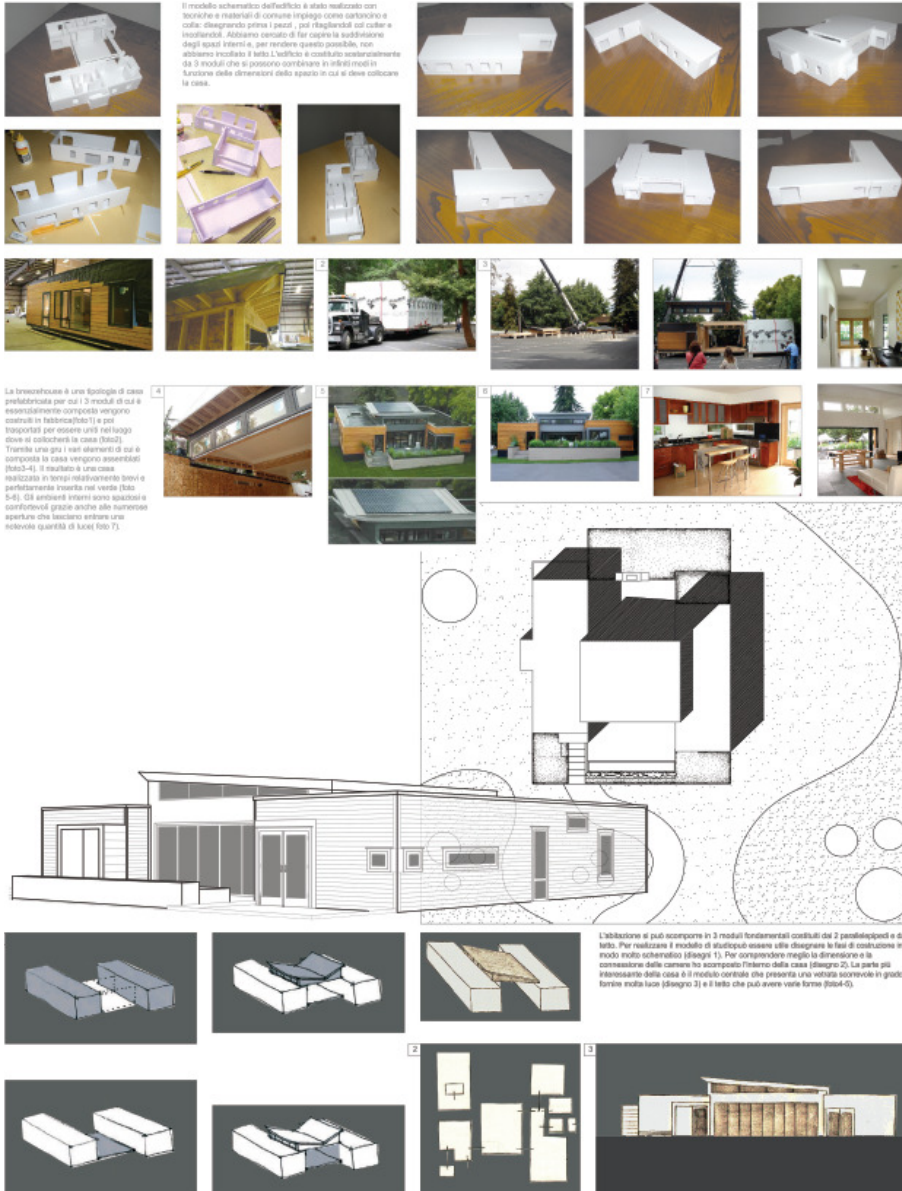 Il modello schematico dell'edificio è stato realizzato con
tecniche e materiali di comune impiego come cartoncino e
colla: disegnando prima i pezzi , poi ritagliandoli col cutter e
incollandoli. Abbiamo cercato di far capire la suddivisione
degli spazi interni e, per rendere questo possibile, non
abbiamo incollato il tetto.L'edificio è costituito sostanzialmente
da 3 moduli che si possono combinare in infiniti modi in
funzione delle dimensioni dello spazio in cui si deve collocare
la casa.
2
3
La breezehouse è una tipologia di casa
prefabbricata per cui i 3 moduli di cui è
essenzialmente composta vengono
costruiti in fabbrica(foto1) e poi
trasportati per essere uniti nel luogo
dove si collocherà la casa (foto2).
Tramite una gru i vari elementi di cui è
composta la casa vengono assemblati
(foto3-4). Il risultato è una casa
realizzata in tempi relativamente brevi e
perfettamente inserita nel verde (foto
5-6). Gli ambienti interni sono spaziosi e
comfortevoli grazie anche alle numerose
aperture che lasciano entrare una
notevole quantità di luce( foto 7).
4
5
6
7
L'abitazione si può scomporre in 3 moduli fondamentali costituiti dai 2 parallelepipedi e da
tetto. Per realizzare il modello di studiopuò essere utile disegnare le fasi di costruzione in
modo molto schematico (disegni 1). Per comprendere meglio la dimensione e la
connessione delle camere ho scomposto l'interno della casa (disegno 2). La parte più
interessante della casa è il modulo centrale che presenta una vetrata scorrevole in grado
fornire molta luce (disegno 3) e il tetto che può avere varie forme (foto4-5).
2
3